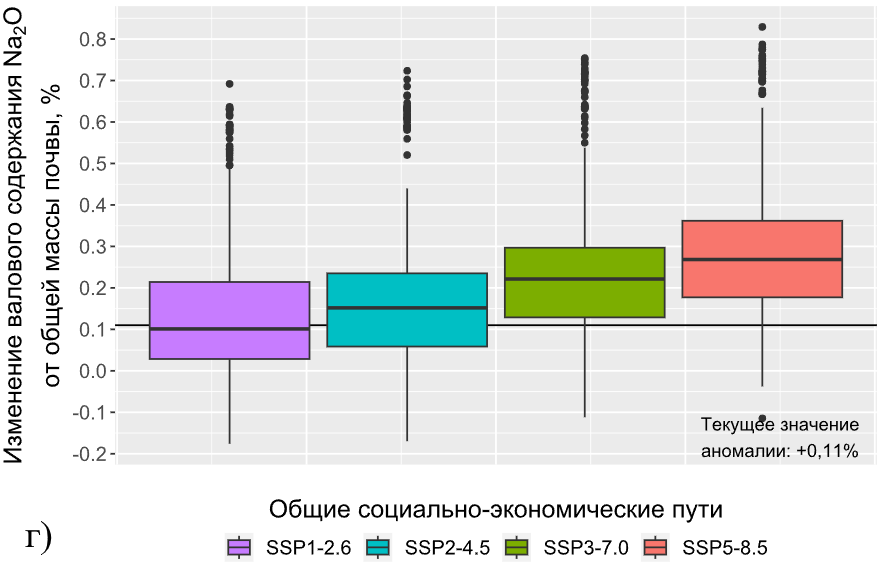 Изменение валового содержания Na₂O
от общей массы почвы, %
0.8
0.7
0.6
0.5
0.4
0.3
0.2
0.1
0.0
-0.1
-0.2
Текущее значение
аномалии: +0,11%
Общие социально-экономические пути
г)
SSP1-2.6 SSP2-4.5 SSP3-7.0 SSP5-8.5